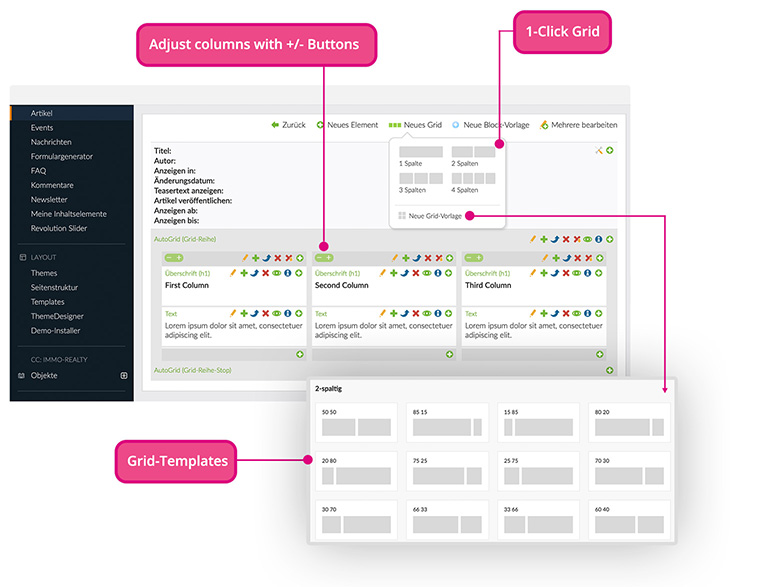 Adjust columns with +/- Buttons
1-Click Grid
Artikel
Events
Nachrichten
Formulargenerator
FAQ
Kommentare
Newsletter
Meine Inhaltselemente
Revolution Slider
LAYOUT
Themes
Seitenstruktur
Templates
ThemeDesigner
Demo-Installer
CC: IMMO-REALTY
Objekte
Zurück Neues Element Neues Grid Neue Block-Vorlage Mehrere bearbeiten
Titel:
Autor:
Anzeigen in:
Änderungsdatum:
Teasertext anzeigen:
Artikel veröffentlichen:
Anzeigen ab:
Anzeigen bis:
1 Spalte 2 Spalten
3 Spalten 4 Spalten
Neue Grid-Vorlage
AutoGrid (Grid-Reihe)
Überschrift (h1) Überschrift (h1) Überschrift (h1)
First Column Second Column Third Column
Text Text Text
Lorem ipsum dolor sit amet, consectetuer Lorem ipsum dolor sit amet, consectetuer Lorem ipsum dolor sit amet, consectetuer
adipiscing elit. adipiscing elit. adipiscing elit.
AutoGrid (Grid-Reihe-Stop)
Grid-Templates
2-spaltig
50 50 85 15 15 85 80 20
20 80 75 25 25 75 70 30
30 70 66 33 33 66 60 40